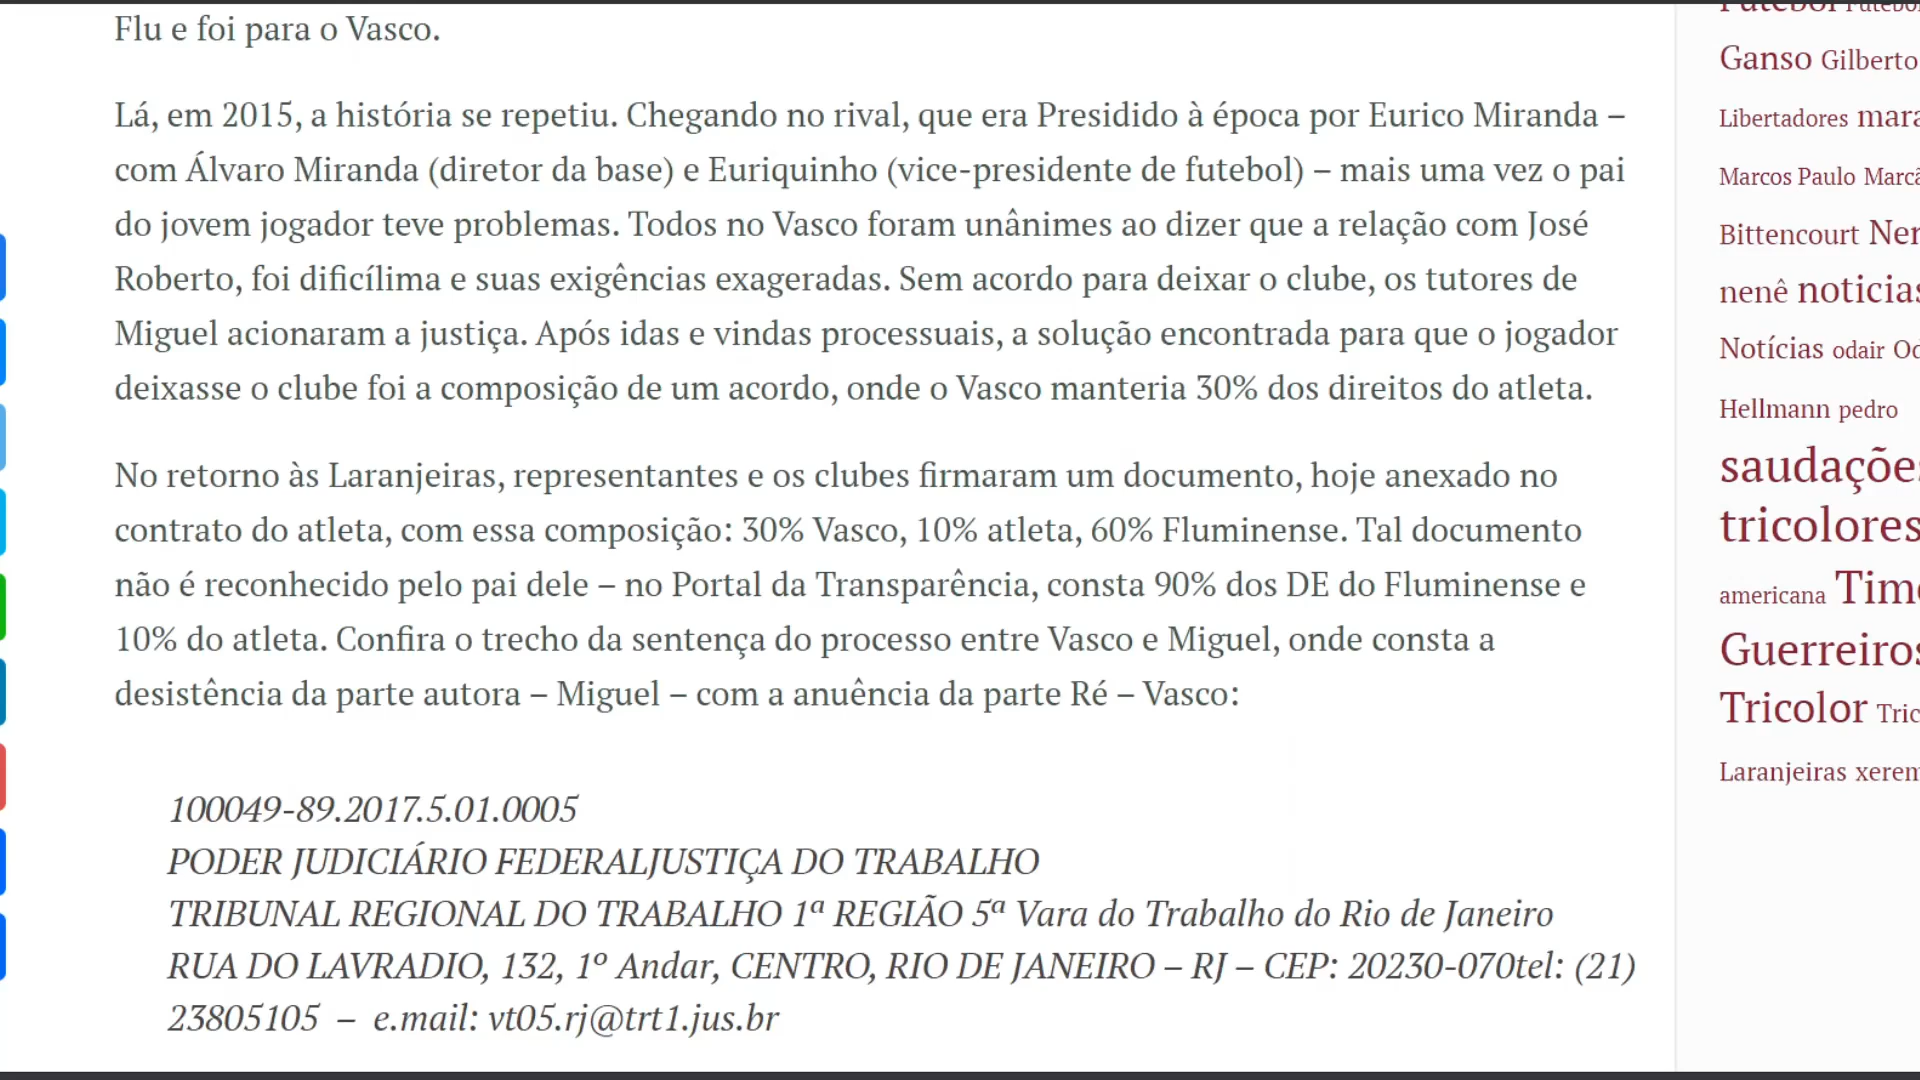 Flu e foi para o Vasco.
Lá, em 2015, a história se repetiu. Chegando no rival, que era Presidido à época por Eurico Miranda –
com Álvaro Miranda (diretor da base) e Euriquinho (vice-presidente de futebol) – mais uma vez o pai
do jovem jogador teve problemas. Todos no Vasco foram unânimes ao dizer que a relação com José
Roberto, foi dificílima e suas exigências exageradas. Sem acordo para deixar o clube, os tutores de
Miguel acionaram a justiça. Após idas e vindas processuais, a solução encontrada para que o jogador
deixasse o clube foi a composição de um acordo, onde o Vasco manteria 30% dos direitos do atleta.
No retorno às Laranjeiras, representantes e os clubes firmaram um documento, hoje anexado no
contrato do atleta, com essa composição: 30% Vasco, 10% atleta, 60% Fluminense. Tal documento
não é reconhecido pelo pai dele – no Portal da Transparência, consta 90% dos DE do Fluminense e
10% do atleta. Confira o trecho da sentença do processo entre Vasco e Miguel, onde consta a
desistência da parte autora – Miguel – com a anuência da parte Ré – Vasco:
100049-89.2017.5.01.0005
PODER JUDICIÁRIO FEDERALJUSTIÇA DO TRABALHO
TRIBUNAL REGIONAL DO TRABALHO 1ª REGIÃO 5ª Vara do Trabalho do Rio de Janeiro
RUA DO LAVRADIO, 132, 1º Andar, CENTRO, RIO DE JANEIRO – RJ – CEP: 20230-070tel: (21)
23805105 – e.mail: vt05.rj@trt1.jus.br
Ganso Gilberto
Libertadores mara
Marcos Paulo Marcã
Bittencourt Nen
nenê noticias
Notícias odair Od
Hellmann pedro
saudações
tricolores
americana Time
Guerreiros
Tricolor Tric
Laranjeiras xerem